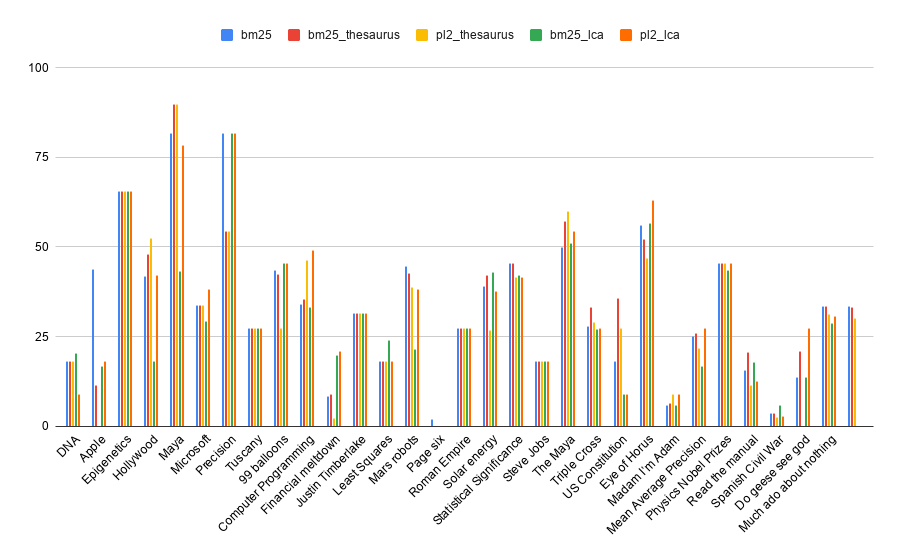 bm25 bm25_thesaurus pl2_thesaurus bm25_lca pl2_lca
100
75
50
25
0
DNA
Apple
Epigenetics
Hollywood
Maya
Microsoft
Precision
Tuscany
99 balloons
Computer Programming
Financial meltdown
Justin Timberlake
Least Squares
Mars robots
Page six
Roman Empire
Solar energy
Statistical Significance
Steve Jobs
The Maya
Triple Cross
US Constitution
Eye of Horus
Madam I'm Adam
Mean Average Precision
Physics Nobel Prizes
Read the manual
Spanish Civil War
Do geese see god
Much ado about nothing